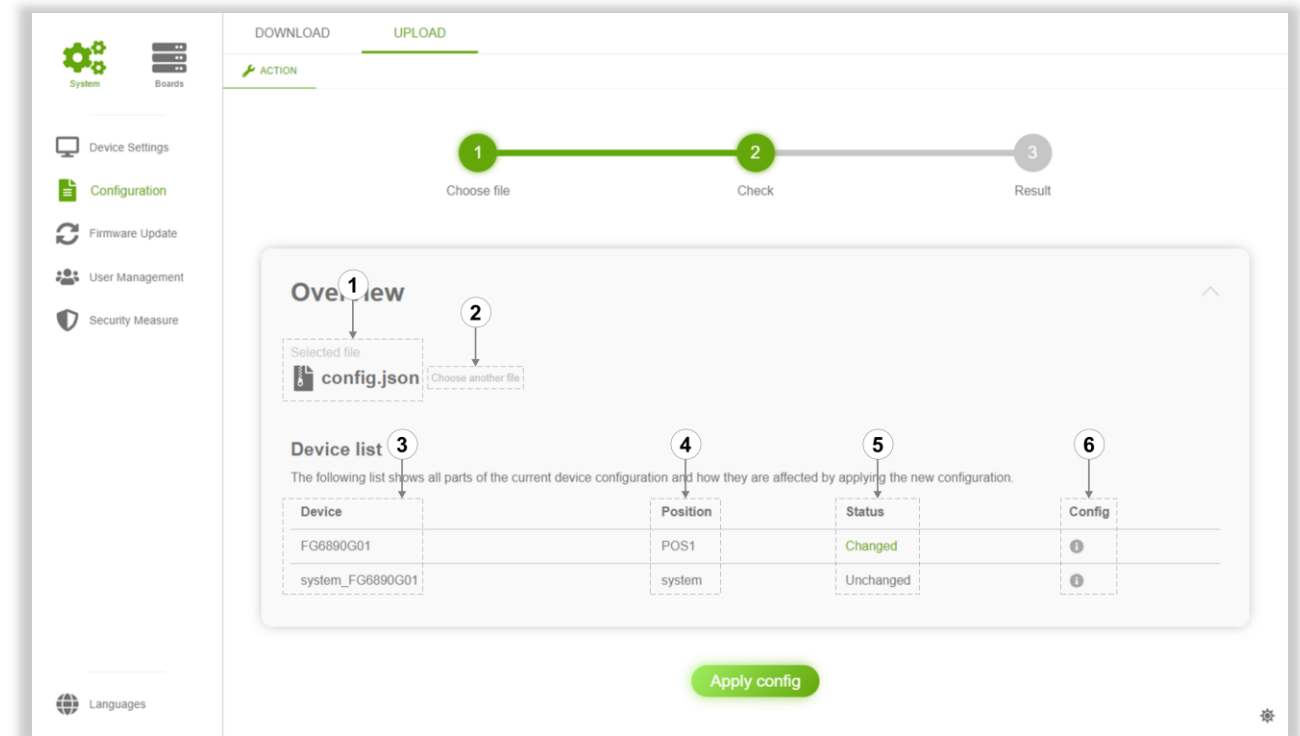 DOWNLOAD UPLOAD
System Boards
ACTION
Device Settings
Configuration
Firmware Update
User Management
Security Measure
Languages
1 2 3
Choose file Check Result
Overview
1
2
Selected file
config.json Choose another file
Device list 3 4 5 6
The following list shows all parts of the current device configuration and how they are affected by applying the new configuration.
Device Position Status Config
FG6890G01 POS1 Changed
system_FG6890G01 system Unchanged
Apply config